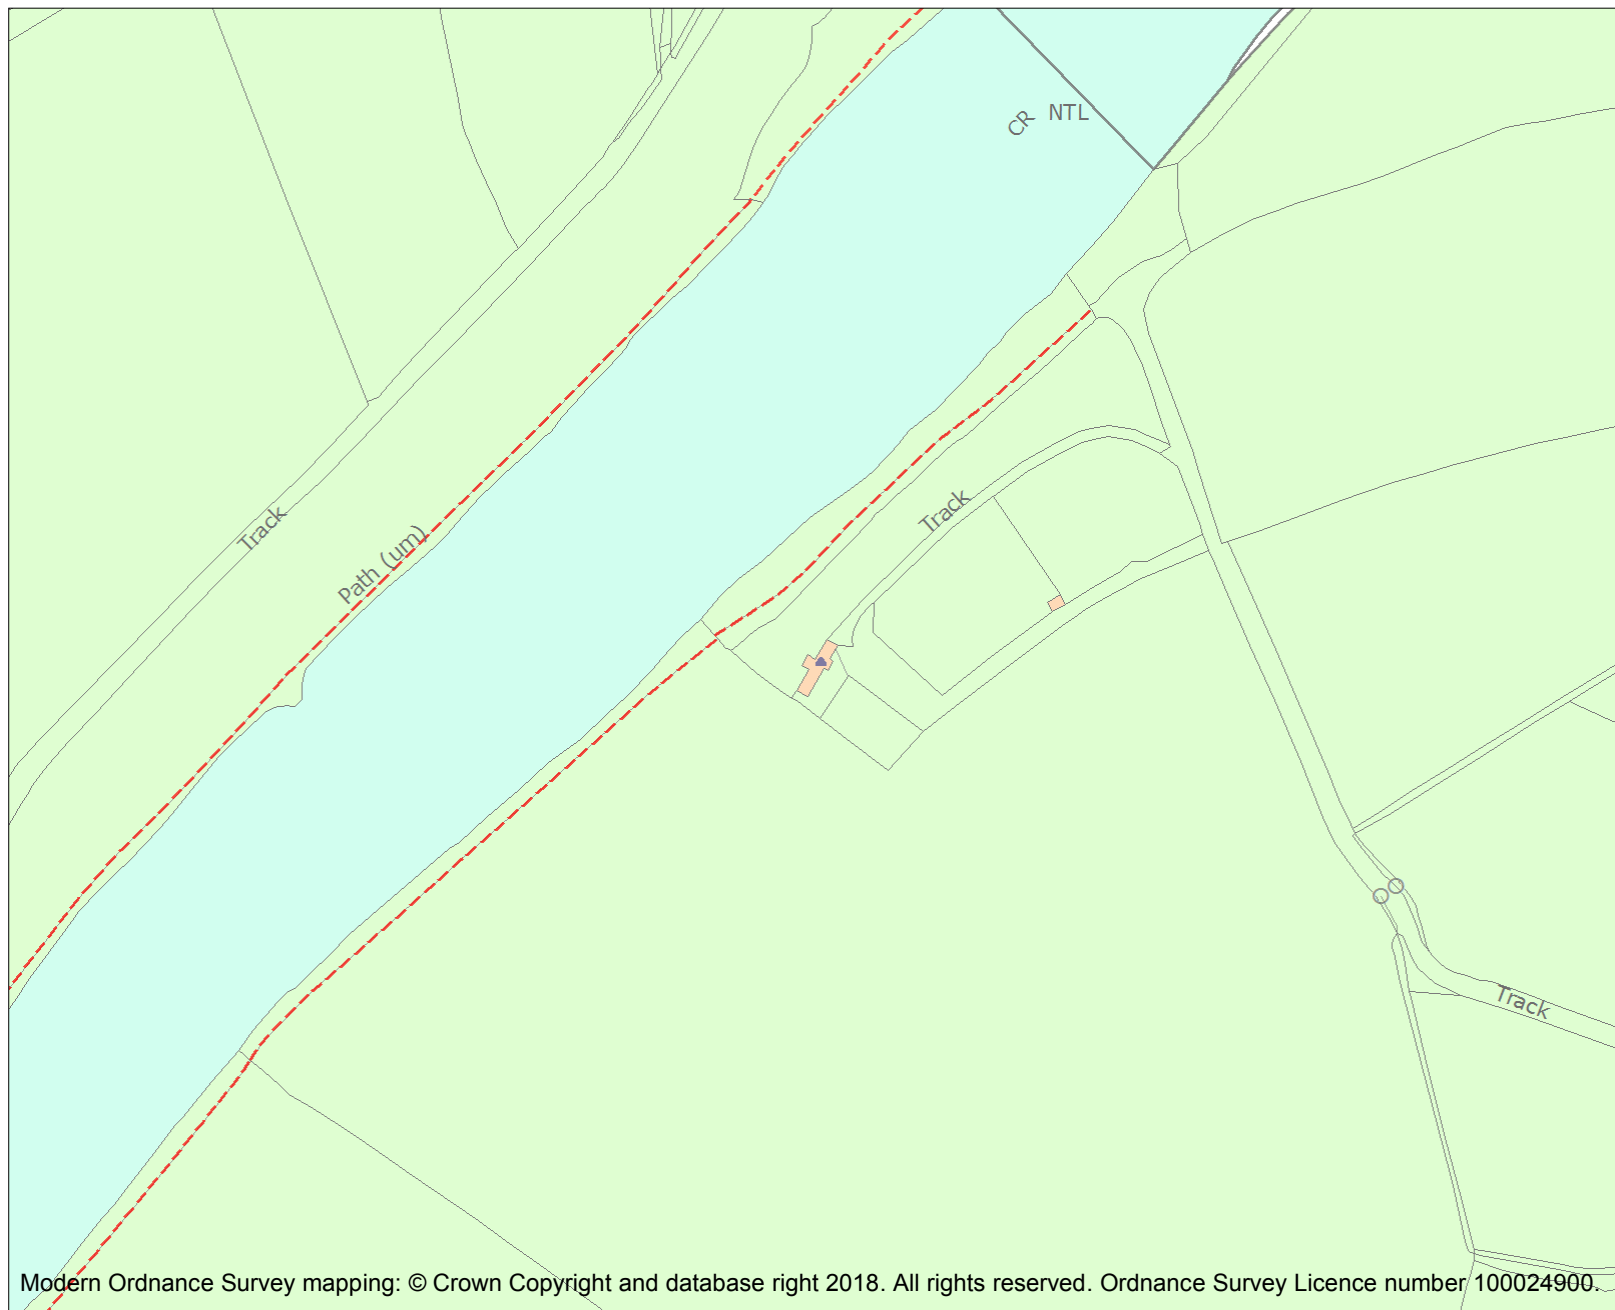 CR
NTL
Track
Track
Path (um)
Track
Modern Ordnance Survey mapping: © Crown Copyright and database right 2018. All rights reserved. Ordnance Survey Licence number 100024900.